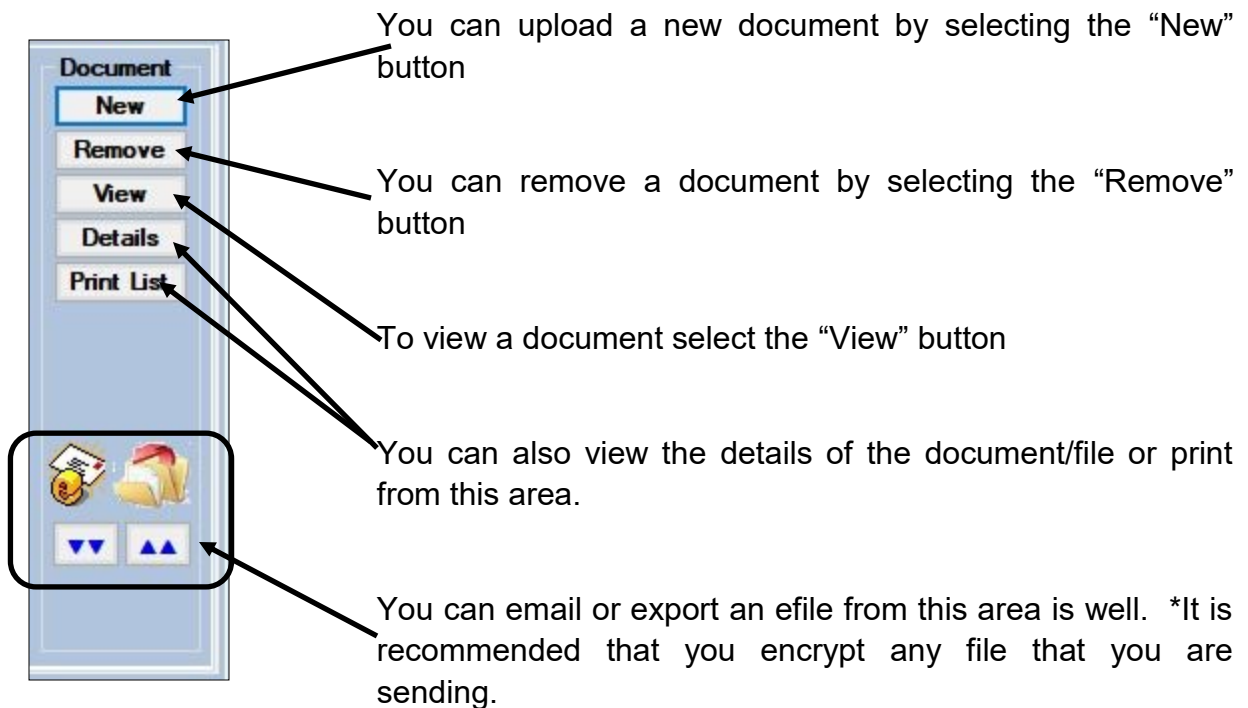 You can upload a new document by selecting the “New”
button
Document
New
Remove
View
Details
Print List
You can remove a document by selecting the “Remove”
button
To view a document select the “View” button
You can also view the details of the document/file or print
from this area.
You can email or export an efile from this area is well.  *It is
recommended that you encrypt any file that you are
sending.